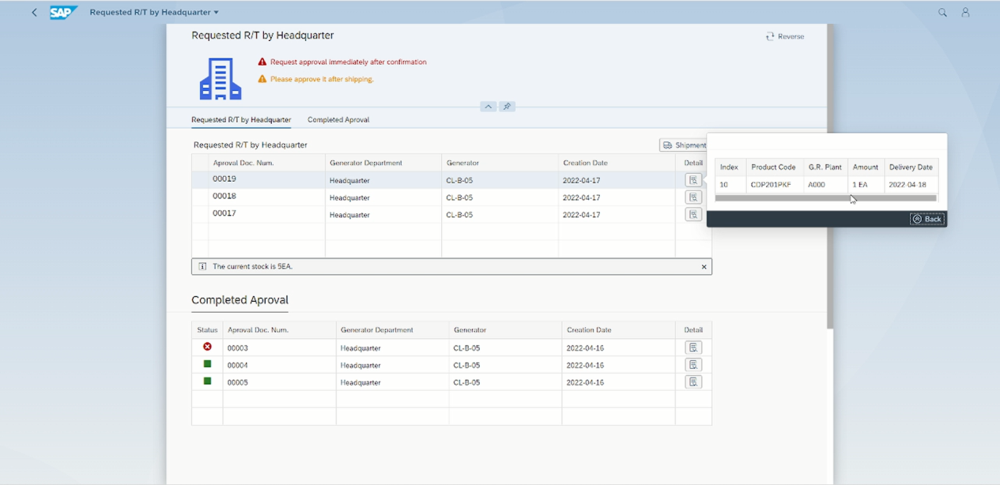 SAP Requested R/T by Headquarter
Requested R/T by Headquarter
Reverse
Request approval immediately after confirmation
Please approve it after shipping.
Requested R/T by Headquarter Completed Aproval
Requested R/T by Headquarter
Shipment
Aproval Doc. Num. Generator Department Generator Creation Date Detail
00019 Headquarter CL-B-05 2022-04-17
00018 Headquarter CL-B-05 2022-04-17
00017 Headquarter CL-B-05 2022-04-17
Index Product Code G.R. Plant Amount Delivery Date
10 COP201PKF A000 1 EA 2022-04-18
Back
The current stock is 5EA.
Completed Aproval
Status Aproval Doc. Num. Generator Department Generator Creation Date Detail
00003 Headquarter CL-B-05 2022-04-16
00004 Headquarter CL-B-05 2022-04-16
00005 Headquarter CL-B-05 2022-04-16